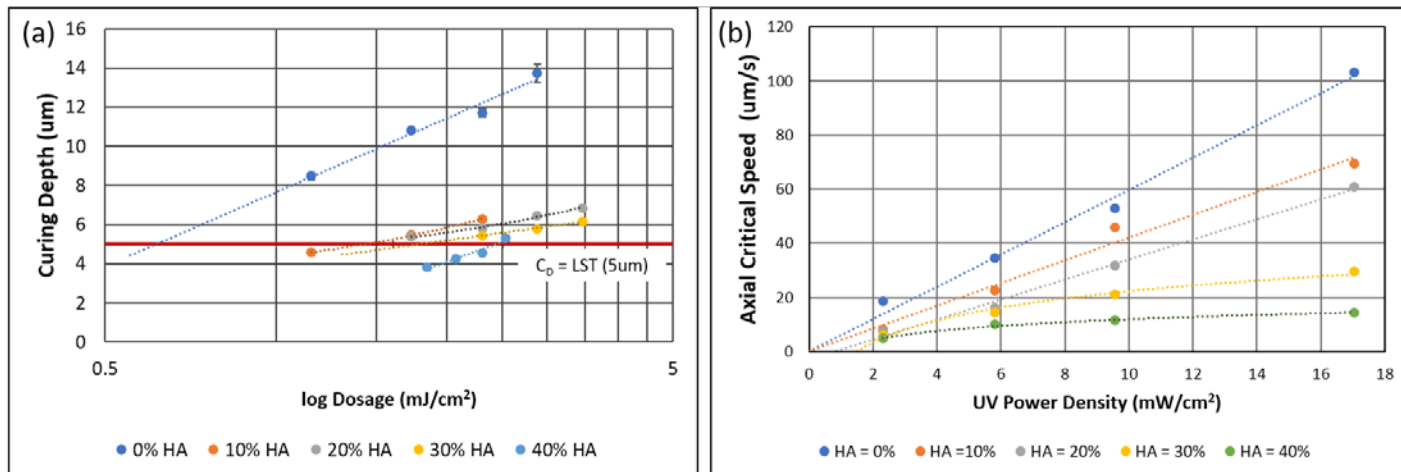 (a)
16
14
12
10
8
6
4
2
0
Curing Depth (um)
C_D = LST (5um)
0.5
5
log Dosage (mJ/cm²)
0% HA
10% HA
20% HA
30% HA
40% HA
(b)
120
100
80
60
40
20
0
Axial Critical Speed (um/s)
0
2
4
6
8
10
12
14
16
18
UV Power Density (mW/cm²)
HA = 0%
HA =10%
HA = 20%
HA = 30%
HA = 40%